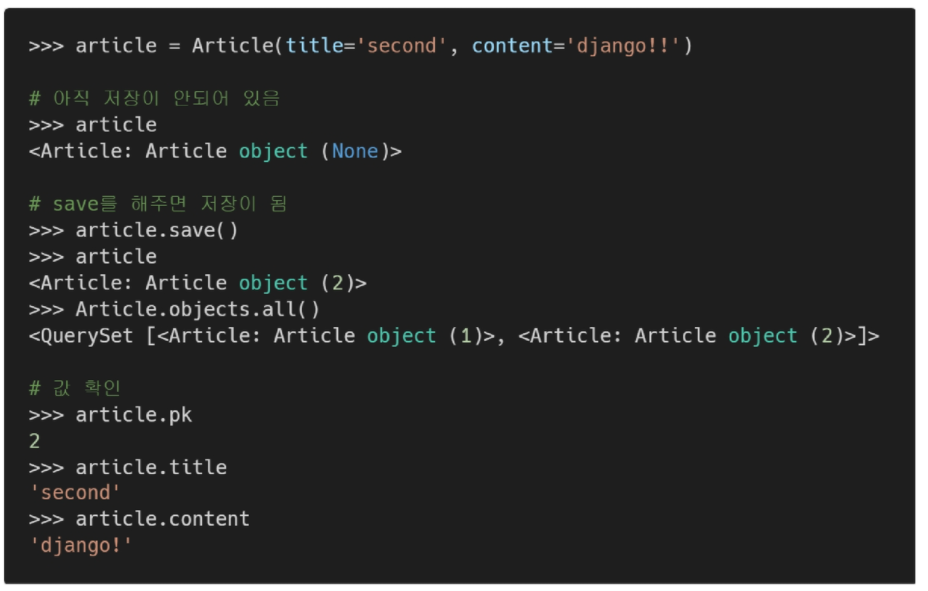 >>> article = Article(title='second', content='django!!')
# 아직 저장이 안되어 있음
>>> article
<Article: Article object (None)>
# save를 해주면 저장이 됨
>>> article.save()
>>> article
<Article: Article object (2)>
>>> Article.objects.all()
<QuerySet [<Article: Article object (1)>, <Article: Article object (2)>]>
# 값 확인
>>> article.pk
2
>>> article.title
'second'
>>> article.content
'django!'